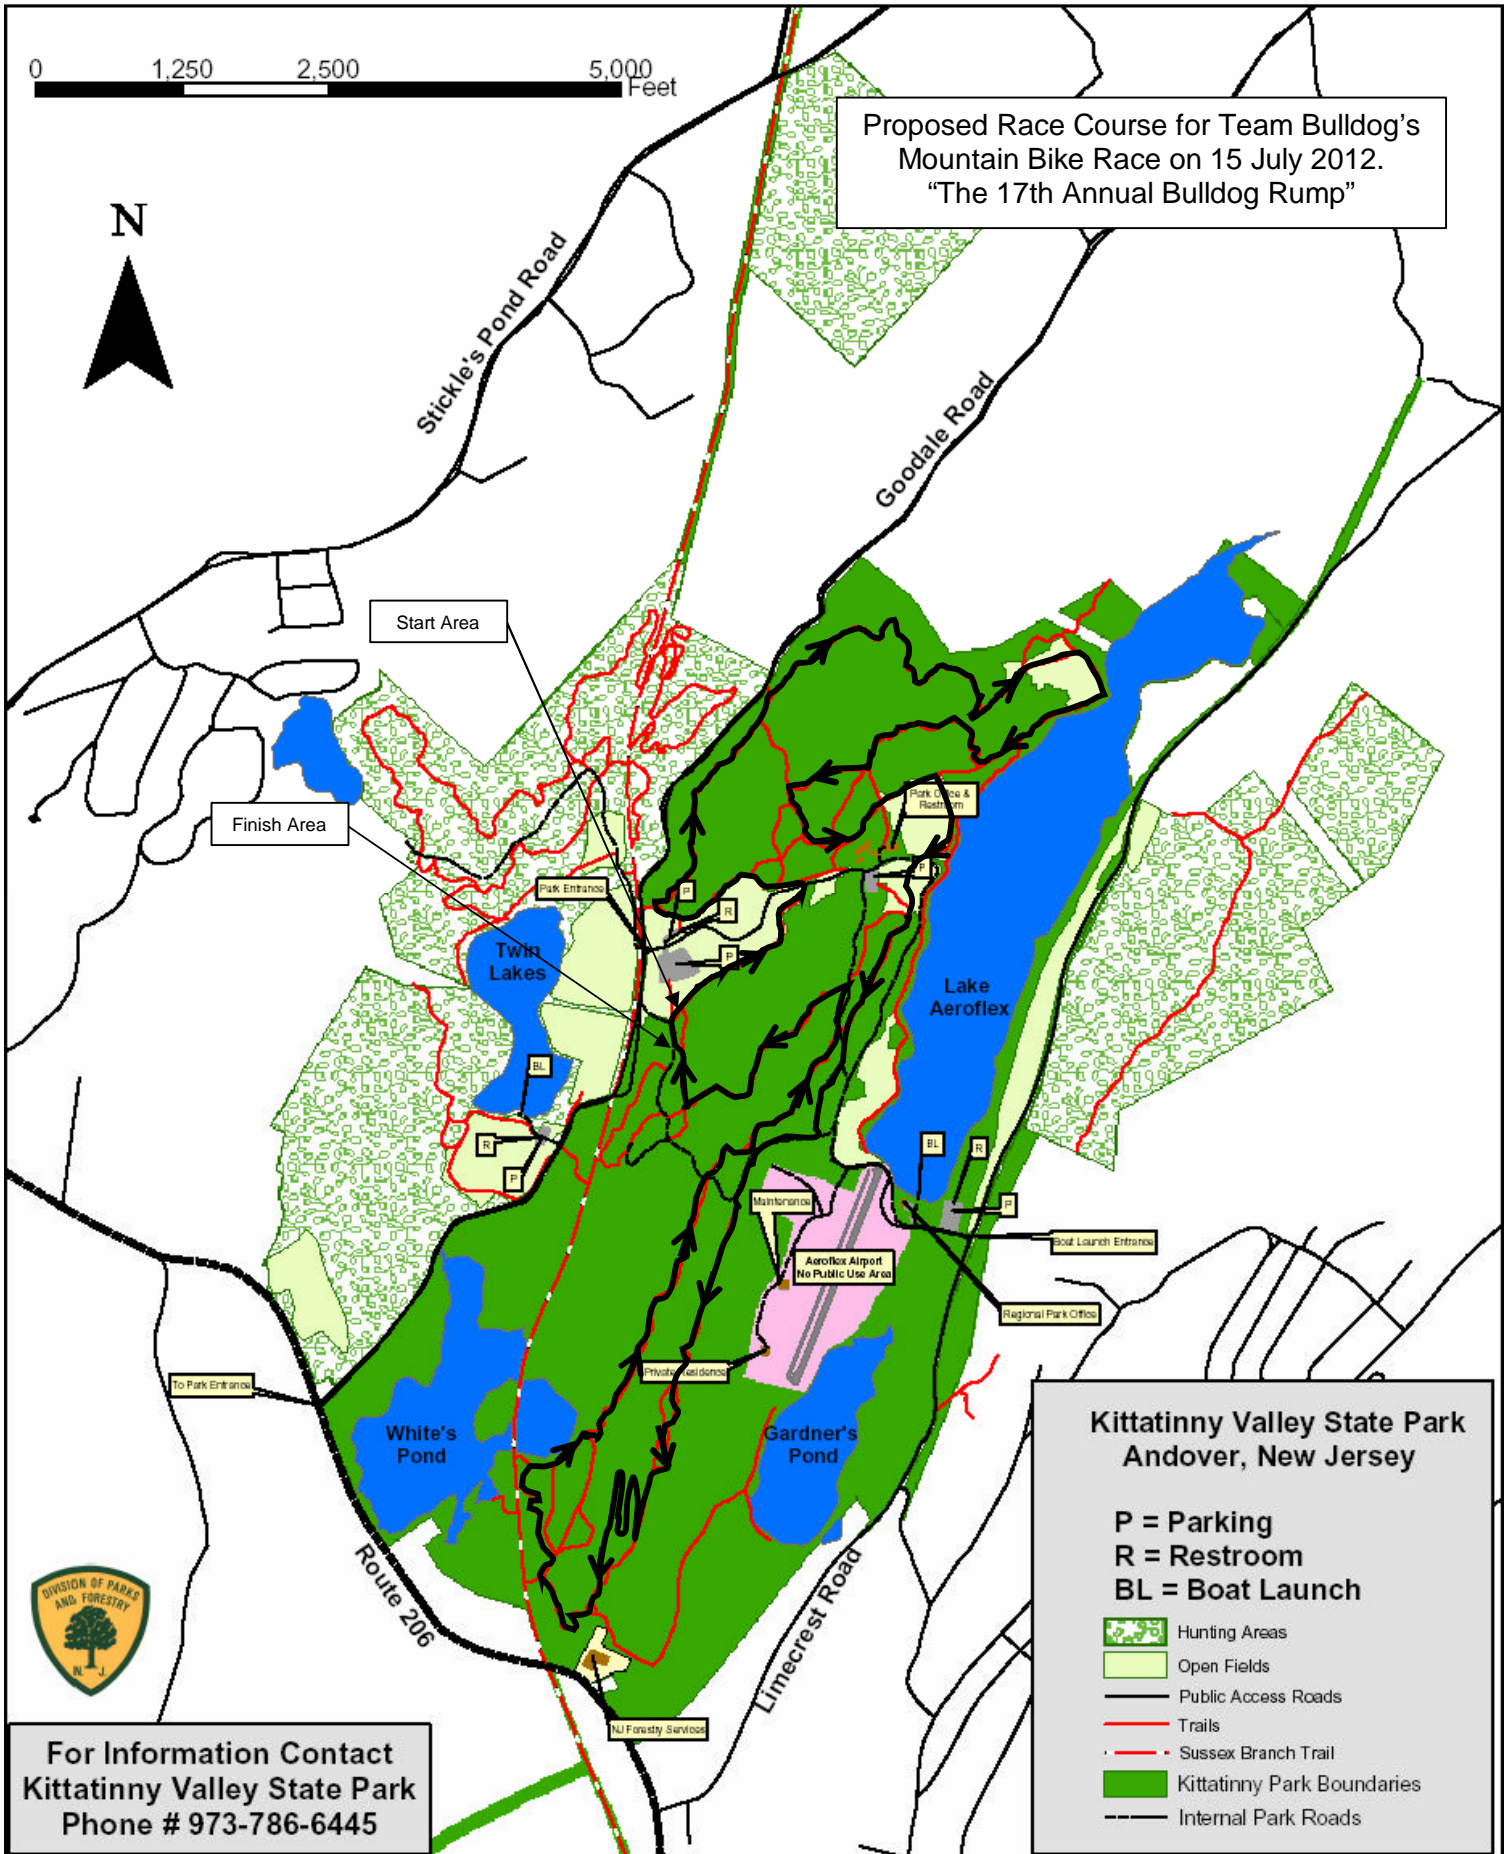 0 1,250 2,500 5,000
Feet
Proposed Race Course for Team Bulldog’s
Mountain Bike Race on 15 July 2012.
“The 17th Annual Bulldog Rump”
N
Stickle's Pond Road
Goodale Road
Start Area
Finish Area
Park Office &
Restroom
P
Park Entrance
P
R
P
Twin
Lakes
Lake
Aeroflex
BL
R
P
BL
R
P
Maintenance
Boat Launch Entrance
Aeroflex Airport
No Public Use Area
Regional Park Office
Private Residence
To Park Entrance
White's
Pond
Gardner's
Pond
Route 206
Limecrest Road
NJ Forestry Services
DIVISION OF PARKS
AND FORESTRY
N. J.
For Information Contact
Kittatinny Valley State Park
Phone # 973-786-6445
Kittatinny Valley State Park
Andover, New Jersey
P = Parking
R = Restroom
BL = Boat Launch
Hunting Areas
Open Fields
Public Access Roads
Trails
Sussex Branch Trail
Kittatinny Park Boundaries
Internal Park Roads